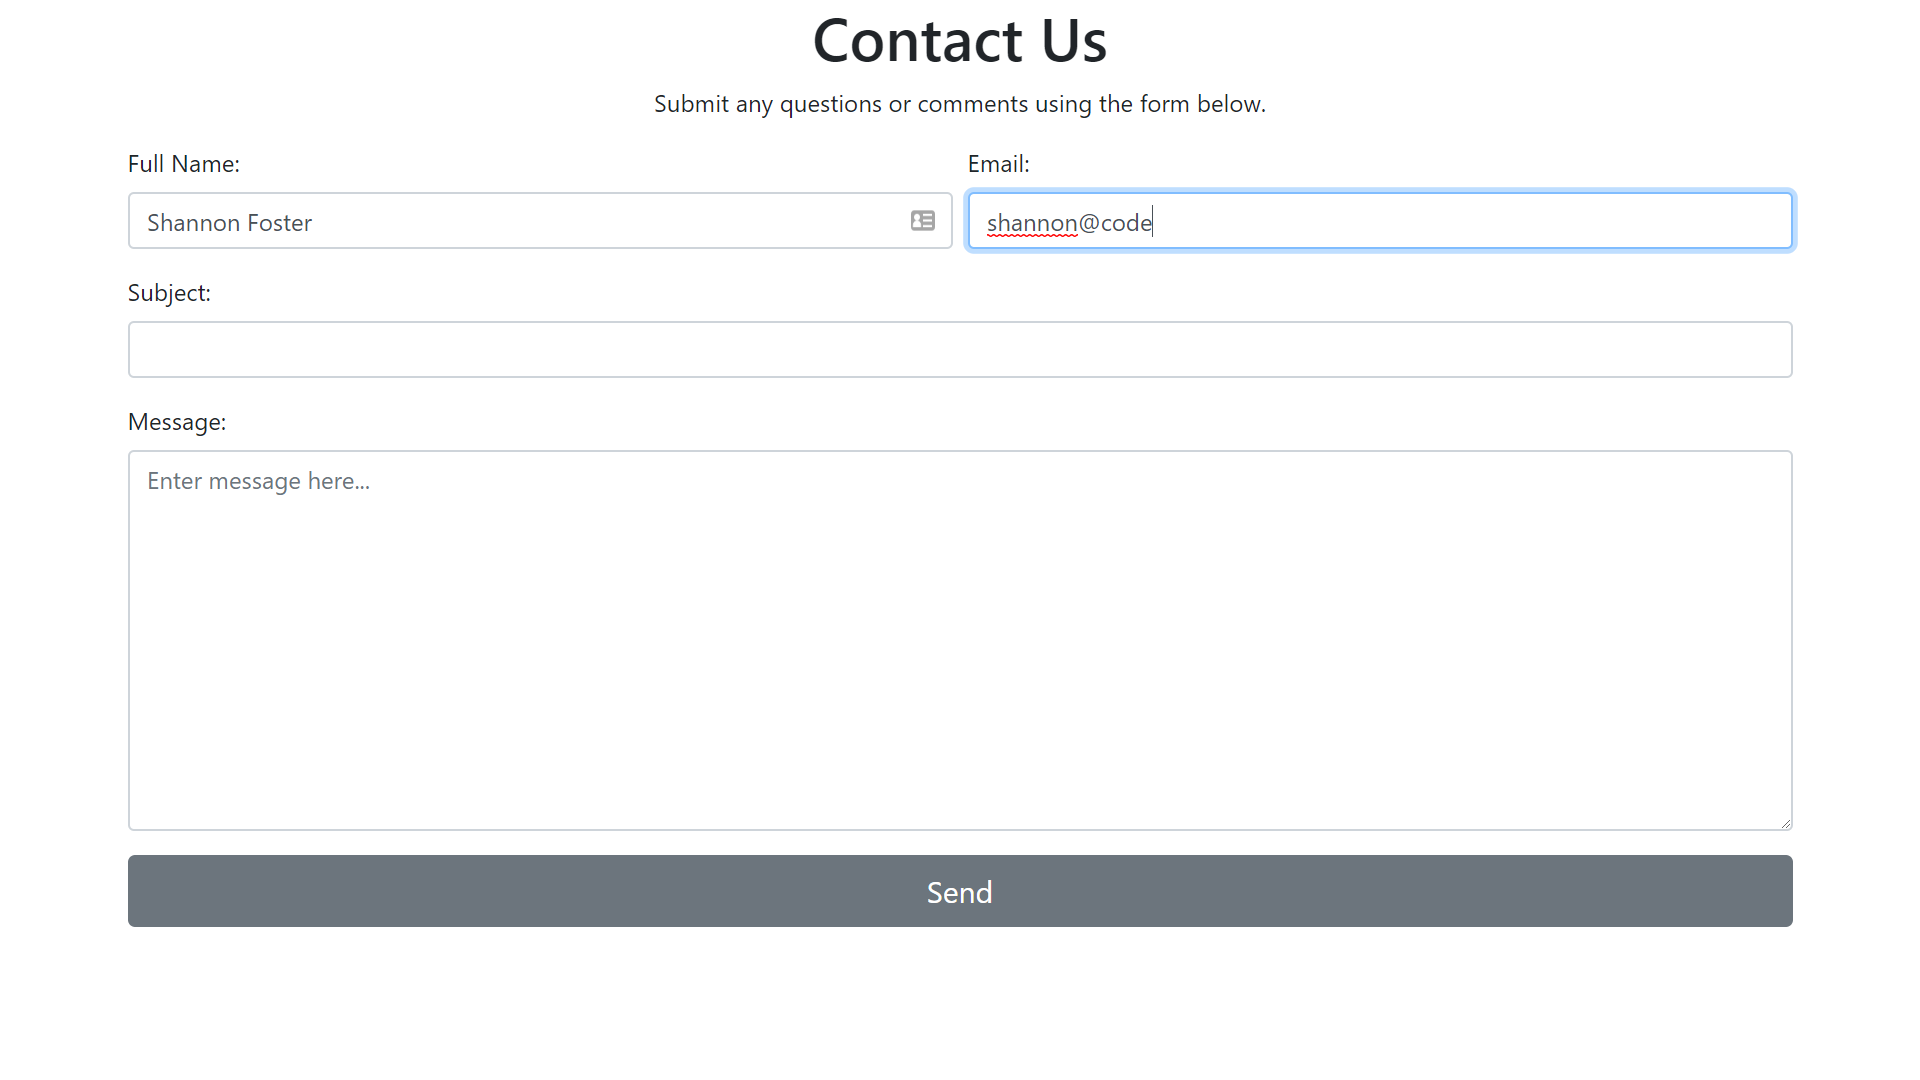 Contact Us
Submit any questions or comments using the form below.
Full Name:
Email:
Shannon Foster
shannon@code
Subject:
Message:
Enter message here...
Send